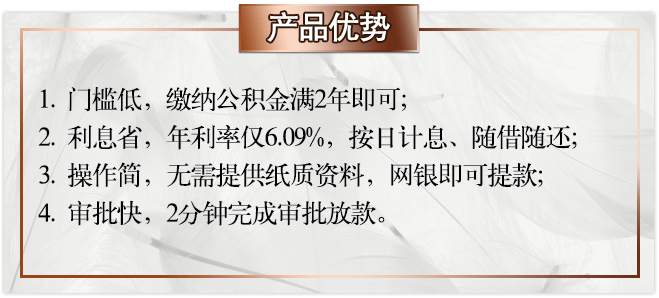 产品优势
1. 门槛低，缴纳公积金满2年即可;
2. 利息省，年利率仅6.09%，按日计息、随借随还;
3. 操作简，无需提供纸质资料，网银即可提款;
4. 审批快，2分钟完成审批放款。